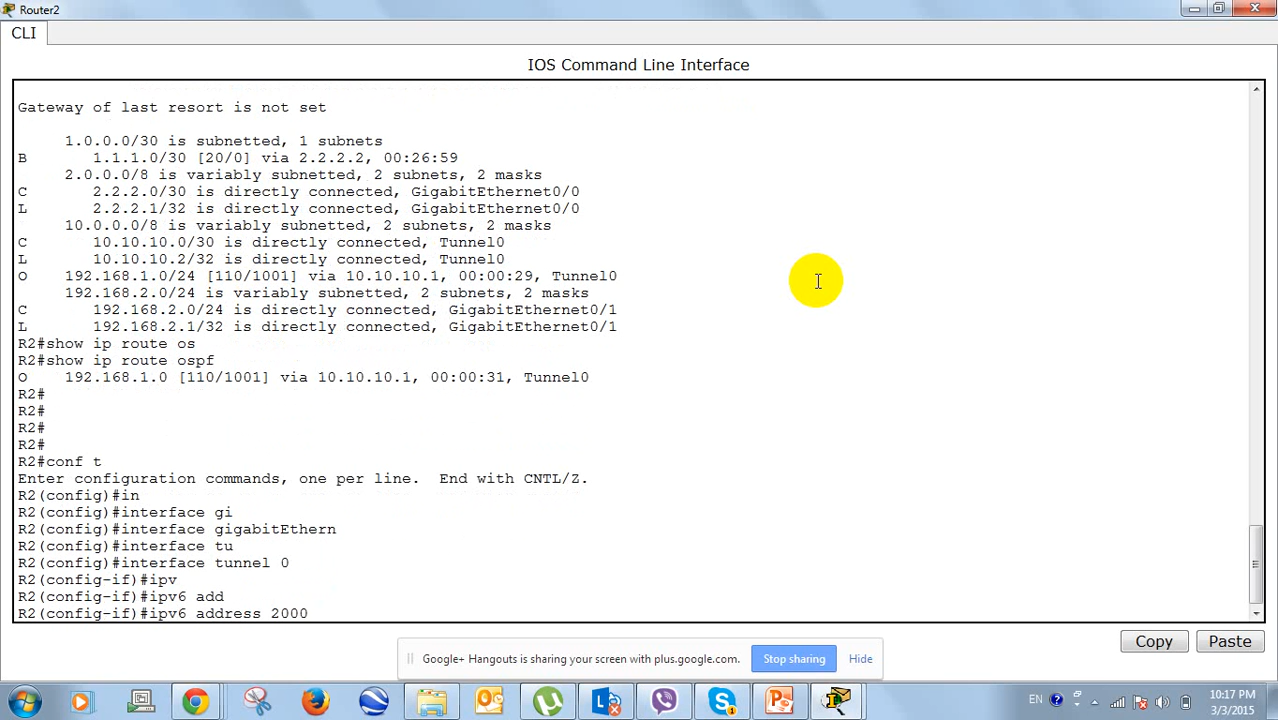 Router2
CLI
IOS Command Line Interface
Gateway of last resort is not set
1.0.0.0/30 is subnetted, 1 subnets
B 1.1.1.0/30 [20/0] via 2.2.2.2, 00:26:59
2.0.0.0/8 is variably subnetted, 2 subnets, 2 masks
C 2.2.2.0/30 is directly connected, GigabitEthernet0/0
L 2.2.2.1/32 is directly connected, GigabitEthernet0/0
10.0.0.0/8 is variably subnetted, 2 subnets, 2 masks
C 10.10.10.0/30 is directly connected, Tunnel0
L 10.10.10.2/32 is directly connected, Tunnel0
O 192.168.1.0/24 [110/1001] via 10.10.10.1, 00:00:29, Tunnel0
192.168.2.0/24 is variably subnetted, 2 subnets, 2 masks
C 192.168.2.0/24 is directly connected, GigabitEthernet0/1
L 192.168.2.1/32 is directly connected, GigabitEthernet0/1
R2#show ip route os
R2#show ip route ospf
O 192.168.1.0 [110/1001] via 10.10.10.1, 00:00:31, Tunnel0
R2#
R2#
R2#
R2#
R2#conf t
Enter configuration commands, one per line. End with CNTL/Z.
R2(config)#in
R2(config)#interface gi
R2(config)#interface gigabitEthern
R2(config)#interface tu
R2(config)#interface tunnel 0
R2(config-if)#ipv
R2(config-if)#ipv6 add
R2(config-if)#ipv6 address 2000
Copy
Paste
Google+ Hangouts is sharing your screen with plus.google.com.
Stop sharing
Hide
EN
10:17 PM
3/3/2015